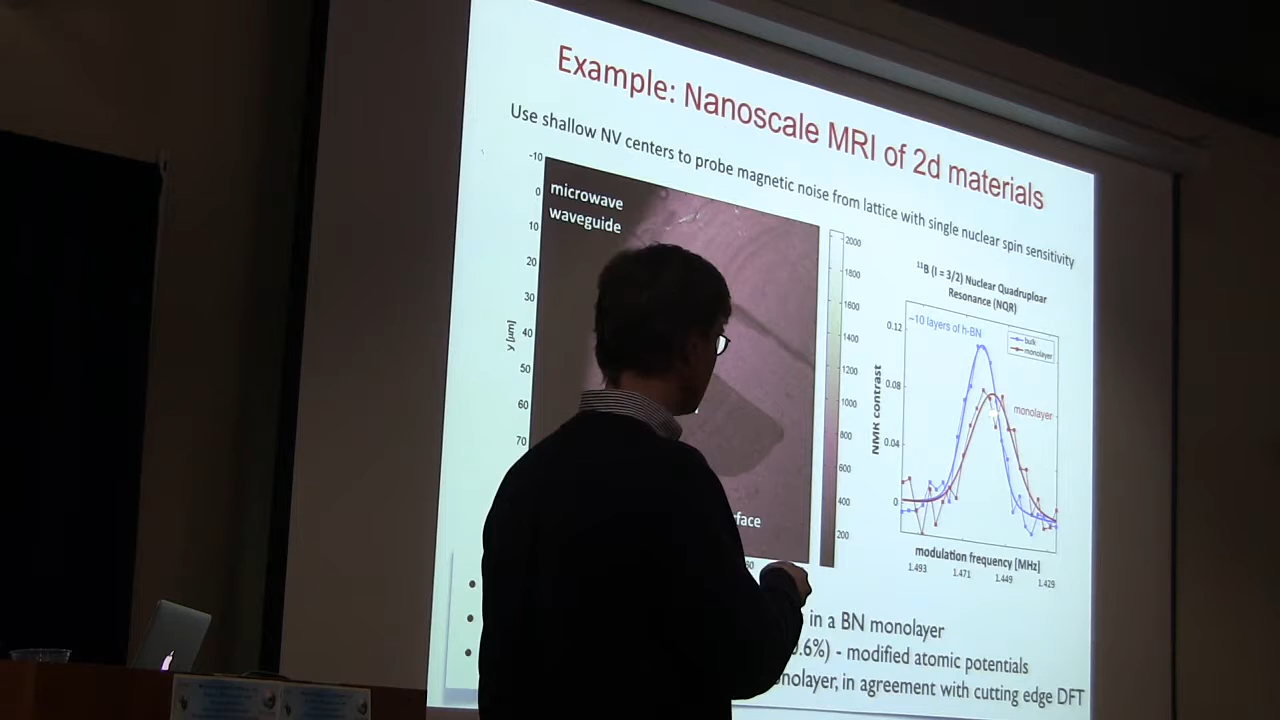 Example: Nanoscale MRI of 2d materials
Use shallow NV centers to probe magnetic noise from lattice with single nuclear spin sensitivity
microwave
waveguide
-10
0
10
20
30
40
50
60
70
y [μm]
face
2000
1800
1600
1400
1200
1000
800
600
400
200
11B (I = 3/2) Nuclear Quadruploar
Resonance (NQR)
~10 layers of h-BN
bulk
monolayer
monolayer
0.12
0.08
0.04
0
NMK contrast
modulation frequency [MHz]
1.493
1.471
1.449
1.429
in a BN monolayer
0.6%) - modified atomic potentials
nolayer, in agreement with cutting edge DFT